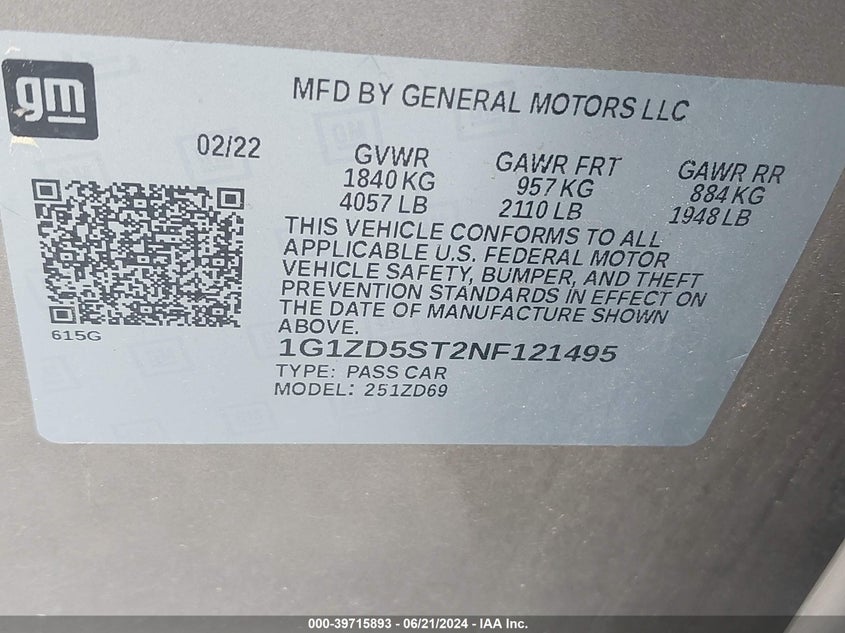 gm
MFD BY GENERAL MOTORS LLC
02/22
GVWR GAWR FRT GAWR RR
1840 KG 957 KG 884 KG
4057 LB 2110 LB 1948 LB
THIS VEHICLE CONFORMS TO ALL
APPLICABLE U.S. FEDERAL MOTOR
VEHICLE SAFETY, BUMPER, AND THEFT
PREVENTION STANDARDS IN EFFECT ON
THE DATE OF MANUFACTURE SHOWN
ABOVE.
615G
1G1ZD5ST2NF121495
TYPE: PASS CAR
MODEL: 251ZD69
000-39715893 - 06/21/2024 - IAA Inc.